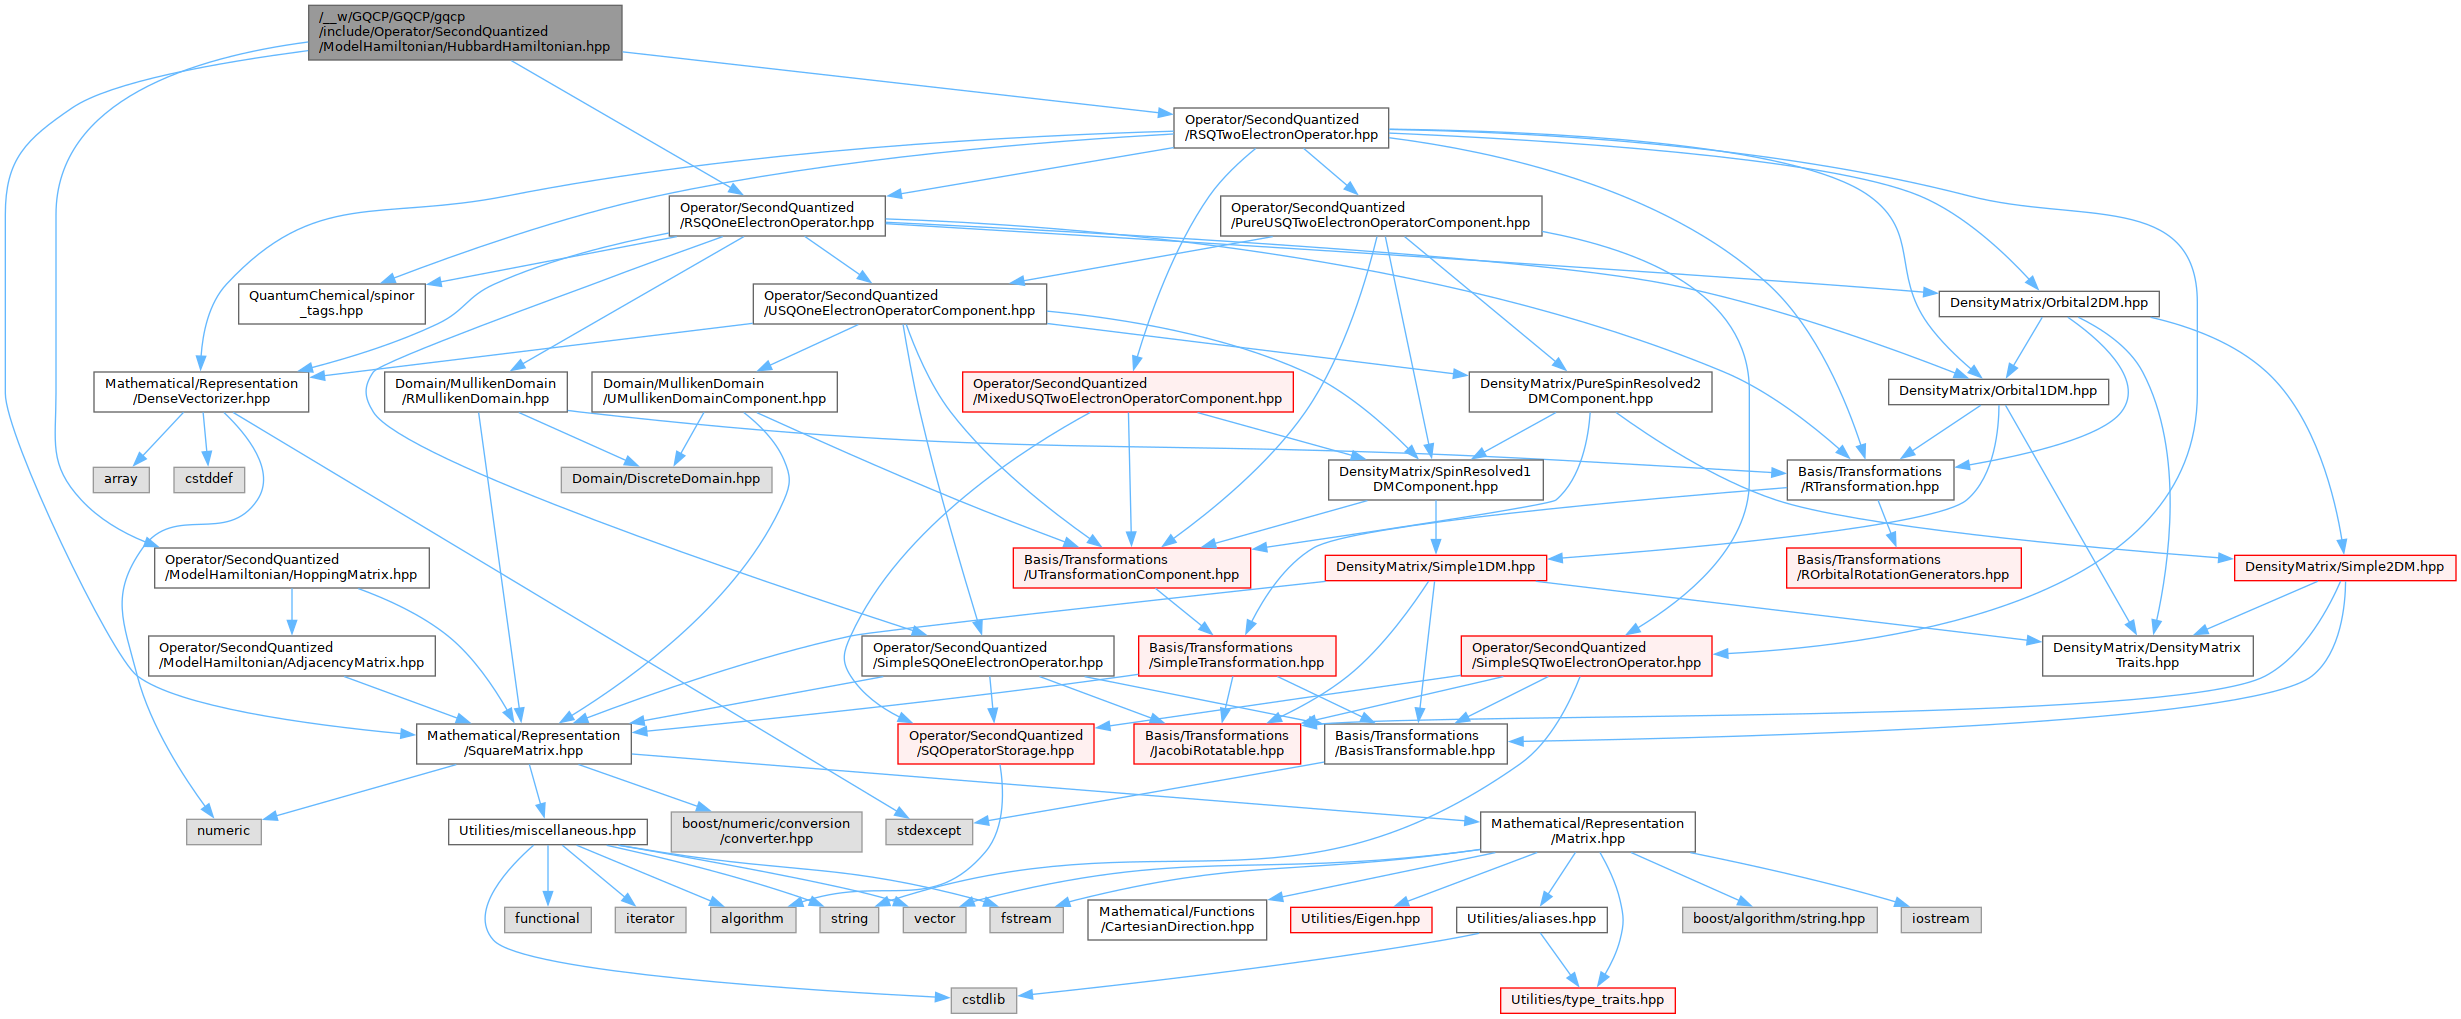 /__w/GQCP/GQCP/gqcp
/include/Operator/SecondQuantized
/ModelHamiltonian/HubbardHamiltonian.hpp
Operator/SecondQuantized
/RSQTwoElectronOperator.hpp
Operator/SecondQuantized
/RSQOneElectronOperator.hpp
Operator/SecondQuantized
/PureUSQTwoElectronOperatorComponent.hpp
QuantumChemical/spinor
_tags.hpp
Operator/SecondQuantized
/USQOneElectronOperatorComponent.hpp
DensityMatrix/Orbital2DM.hpp
Mathematical/Representation
/DenseVectorizer.hpp
Domain/MullikenDomain
/RMullikenDomain.hpp
Domain/MullikenDomain
/UMullikenDomainComponent.hpp
Operator/SecondQuantized
/MixedUSQTwoElectronOperatorComponent.hpp
DensityMatrix/PureSpinResolved2
DMComponent.hpp
DensityMatrix/Orbital1DM.hpp
array
cstddef
Domain/DiscreteDomain.hpp
DensityMatrix/SpinResolved1
DMComponent.hpp
Basis/Transformations
/RTransformation.hpp
Operator/SecondQuantized
/ModelHamiltonian/HoppingMatrix.hpp
Basis/Transformations
/UTransformationComponent.hpp
DensityMatrix/Simple1DM.hpp
Basis/Transformations
/ROrbitalRotationGenerators.hpp
DensityMatrix/Simple2DM.hpp
Operator/SecondQuantized
/ModelHamiltonian/AdjacencyMatrix.hpp
Operator/SecondQuantized
/SimpleSQOneElectronOperator.hpp
Basis/Transformations
/SimpleTransformation.hpp
Operator/SecondQuantized
/SimpleSQTwoElectronOperator.hpp
DensityMatrix/DensityMatrix
Traits.hpp
Mathematical/Representation
/SquareMatrix.hpp
Operator/SecondQuantized
/SQOperatorStorage.hpp
Basis/Transformations
/JacobiRotatable.hpp
Basis/Transformations
/BasisTransformable.hpp
numeric
Utilities/miscellaneous.hpp
boost/numeric/conversion
/converter.hpp
stdexcept
Mathematical/Representation
/Matrix.hpp
functional
iterator
algorithm
string
vector
fstream
Mathematical/Functions
/CartesianDirection.hpp
Utilities/Eigen.hpp
Utilities/aliases.hpp
boost/algorithm/string.hpp
iostream
cstdlib
Utilities/type_traits.hpp